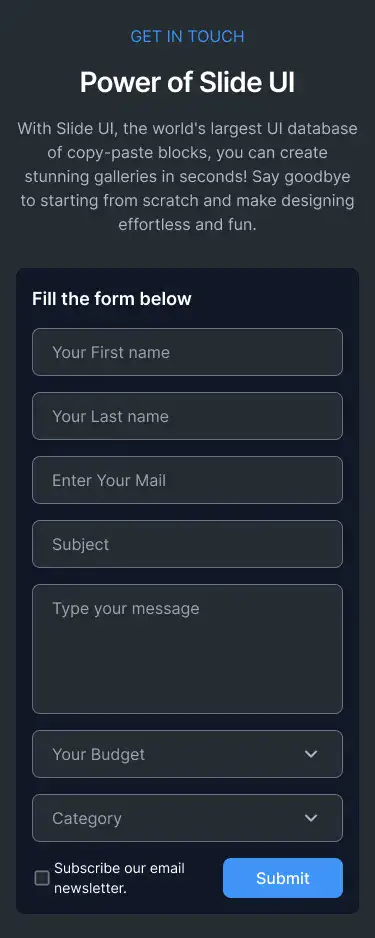 GET IN TOUCH
Power of Slide UI
With Slide UI, the world's largest UI database
of copy-paste blocks, you can create
stunning galleries in seconds! Say goodbye
to starting from scratch and make designing
effortless and fun.
Fill the form below
Your First name
Your Last name
Enter Your Mail
Subject
Type your message
Your Budget
Category
Subscribe our email
newsletter.
Submit